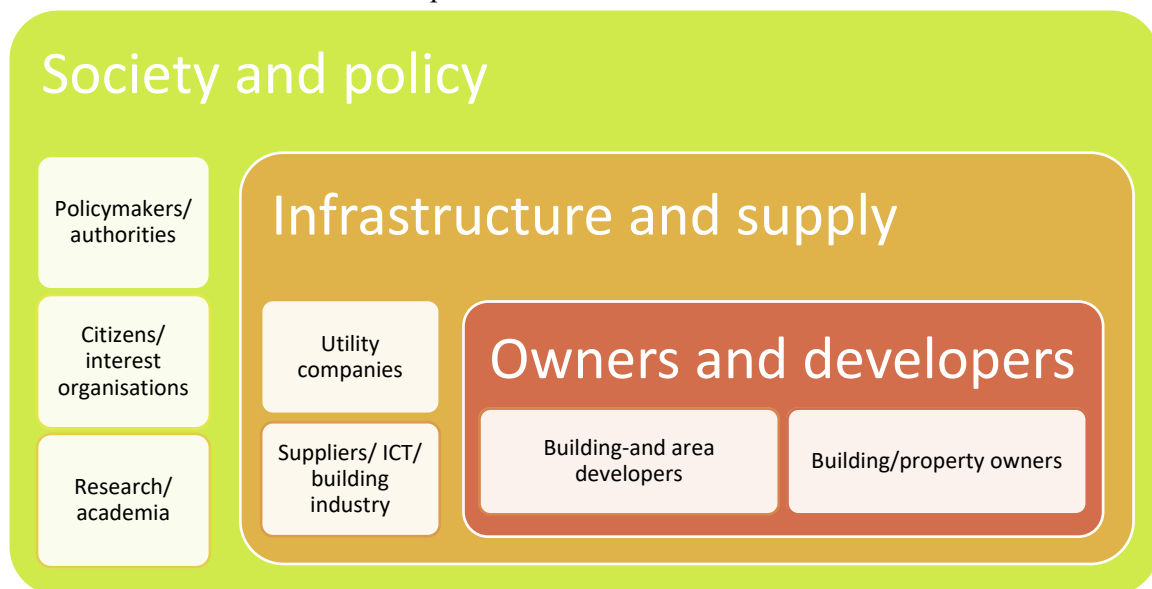 Society and policy
Policymakers/
authorities
Citizens/
interest
organisations
Research/
academia
Infrastructure and supply
Utility
companies
Suppliers/ ICT/
building
industry
Owners and developers
Building-and area
developers
Building/property owners